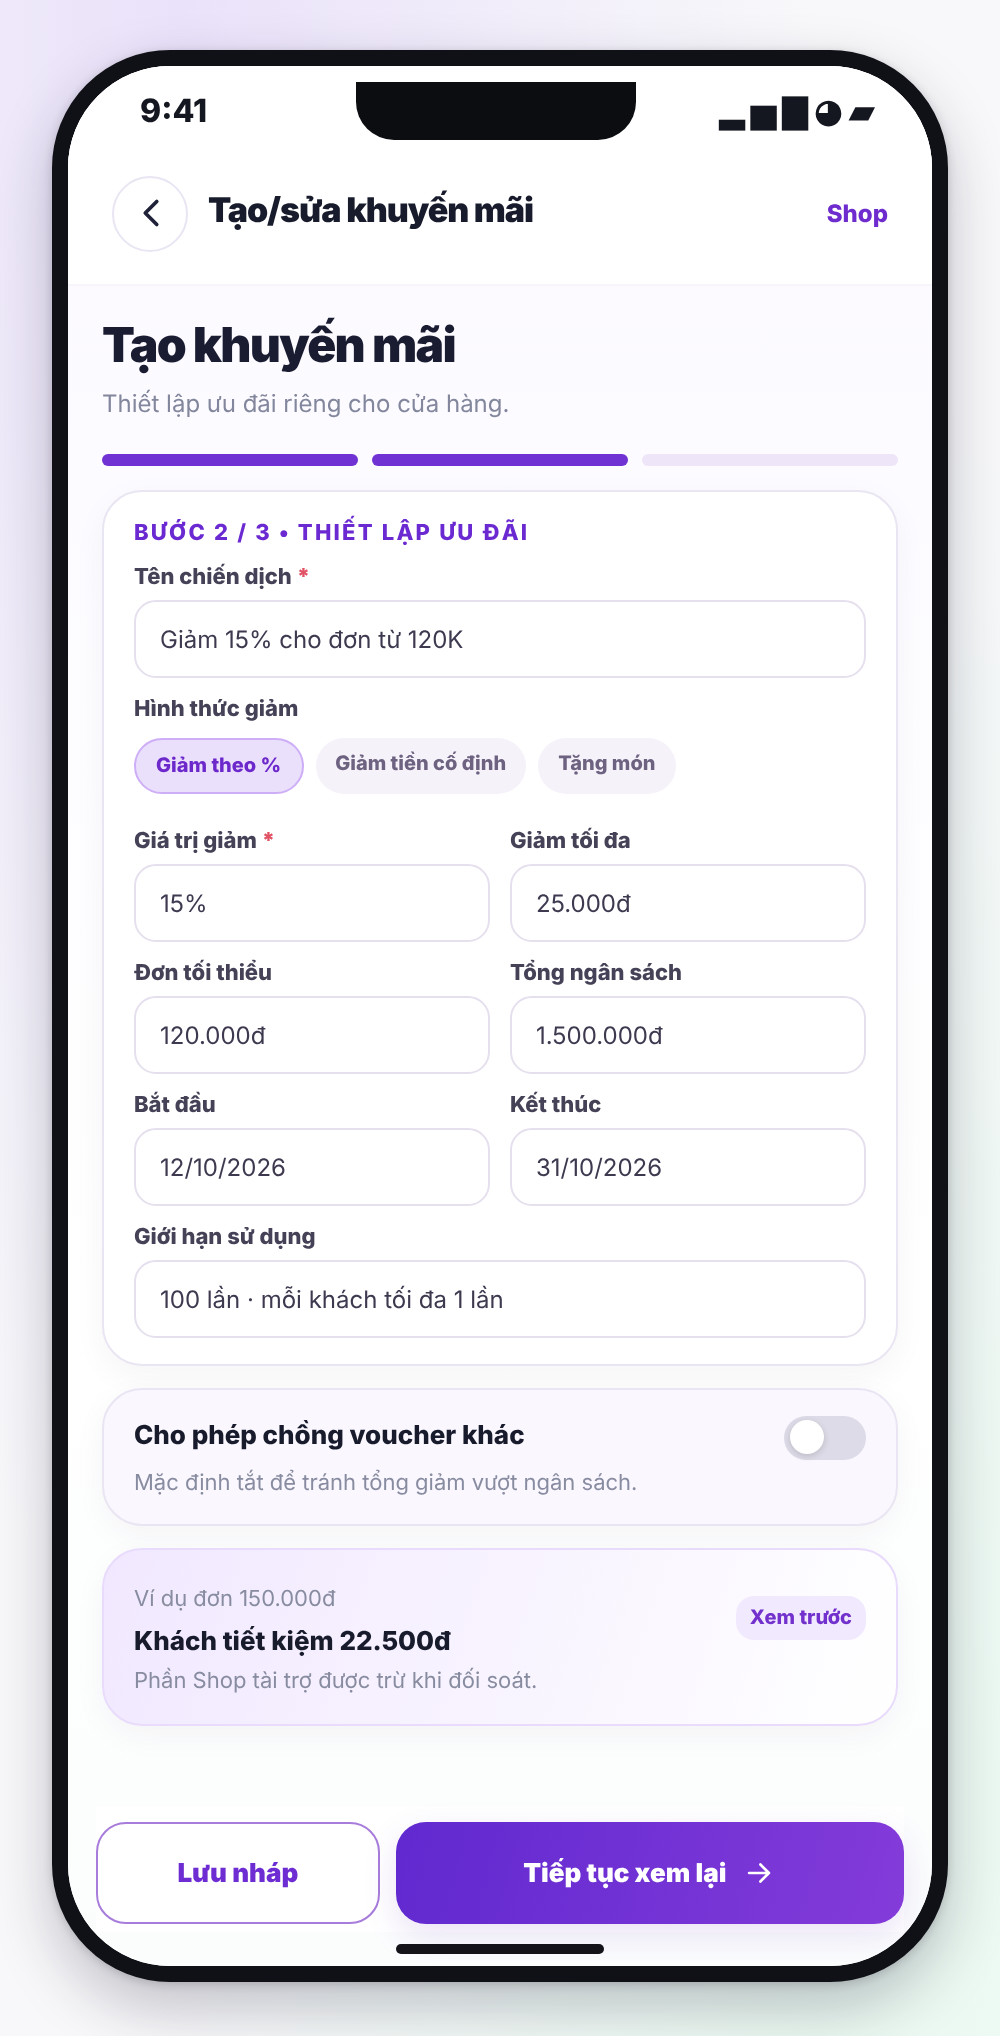 9:41
Tạo/sửa khuyến mãi
Shop
Tạo khuyến mãi
Thiết lập ưu đãi riêng cho cửa hàng.
BƯỚC 2 / 3 • THIẾT LẬP ƯU ĐÃI
Tên chiến dịch *
Giảm 15% cho đơn từ 120K
Hình thức giảm
Giảm theo %
Giảm tiền cố định
Tặng món
Giá trị giảm *
Giảm tối đa
15%
25.000đ
Đơn tối thiểu
Tổng ngân sách
120.000đ
1.500.000đ
Bắt đầu
Kết thúc
12/10/2026
31/10/2026
Giới hạn sử dụng
100 lần · mỗi khách tối đa 1 lần
Cho phép chồng voucher khác
Mặc định tắt để tránh tổng giảm vượt ngân sách.
Ví dụ đơn 150.000đ
Khách tiết kiệm 22.500đ
Xem trước
Phần Shop tài trợ được trừ khi đối soát.
Lưu nháp
Tiếp tục xem lại →